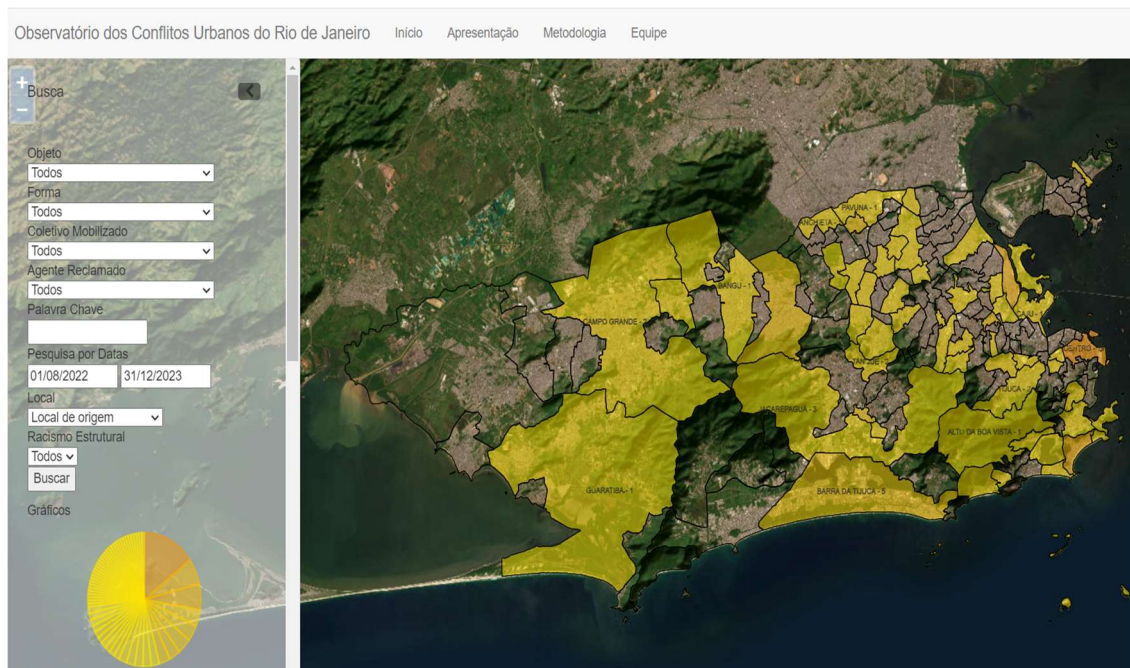 Observatório dos Conflitos Urbanos do Rio de Janeiro Início Apresentação Metodologia Equipe
+
Busca
−
Objeto
Todos
Forma
Todos
Coletivo Mobilizado
Todos
Agente Reclamado
Todos
Palavra Chave
Pesquisa por Datas
01/08/2022 31/12/2023
Local
Local de origem
Racismo Estrutural
Todos
Buscar
Gráficos
PAVUNA - 1
BANGU - 1
CAMPO GRANDE -
CAJU - 1
CENTRO -
TIJUCA -
JACAREPAGUÁ - 3
ALTO DA BOA VISTA - 1
GUARATIBA - 1
BARRA DA TIJUCA - 5